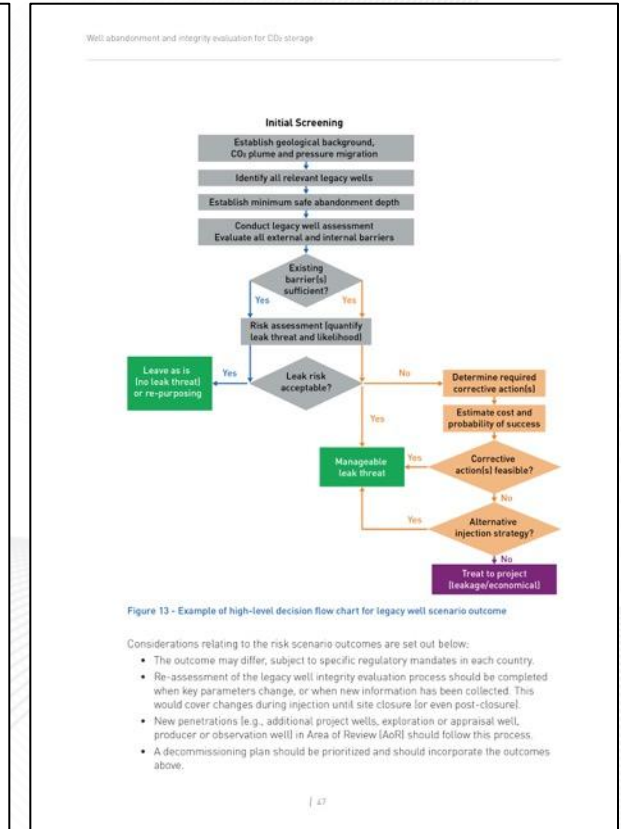 Well abandonment and integrity evaluation for CO₂ storage
Initial Screening
Establish geological background,
CO₂ plume and pressure migration
Identify all relevant legacy wells
Establish minimum safe abandonment depth
Conduct legacy well assessment
Evaluate all external and internal barriers
Existing
barrier(s)
sufficient?
Yes
Yes
Risk assessment (quantify
leak threat and likelihood)
Leave as is
(no leak threat)
or re-purposing
Yes
Leak risk
acceptable?
No
Determine required
corrective action(s)
Yes
Estimate cost and
probability of success
Manageable
leak threat
Yes
Corrective
action(s) feasible?
No
Yes
Alternative
injection strategy?
No
Treat to project
(leakage/economical)
Figure 13 - Example of high-level decision flow chart for legacy well scenario outcome
Considerations relating to the risk scenario outcomes are set out below:
• The outcome may differ, subject to specific regulatory mandates in each country.
• Re-assessment of the legacy well integrity evaluation process should be completed
when key parameters change, or when new information has been collected. This
would cover changes during injection until site closure (or even post-closure).
• New penetrations (e.g., additional project wells, exploration or appraisal well,
producer or observation well) in Area of Review (AoR) should follow this process.
• A decommissioning plan should be prioritized and should incorporate the outcomes
above.
| 47